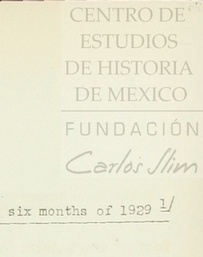 CENTRO DE
ESTUDIOS
DE HISTORIA
DE MEXICO
FUNDACIÓN
Carlos Slim
six months of 1929 1/